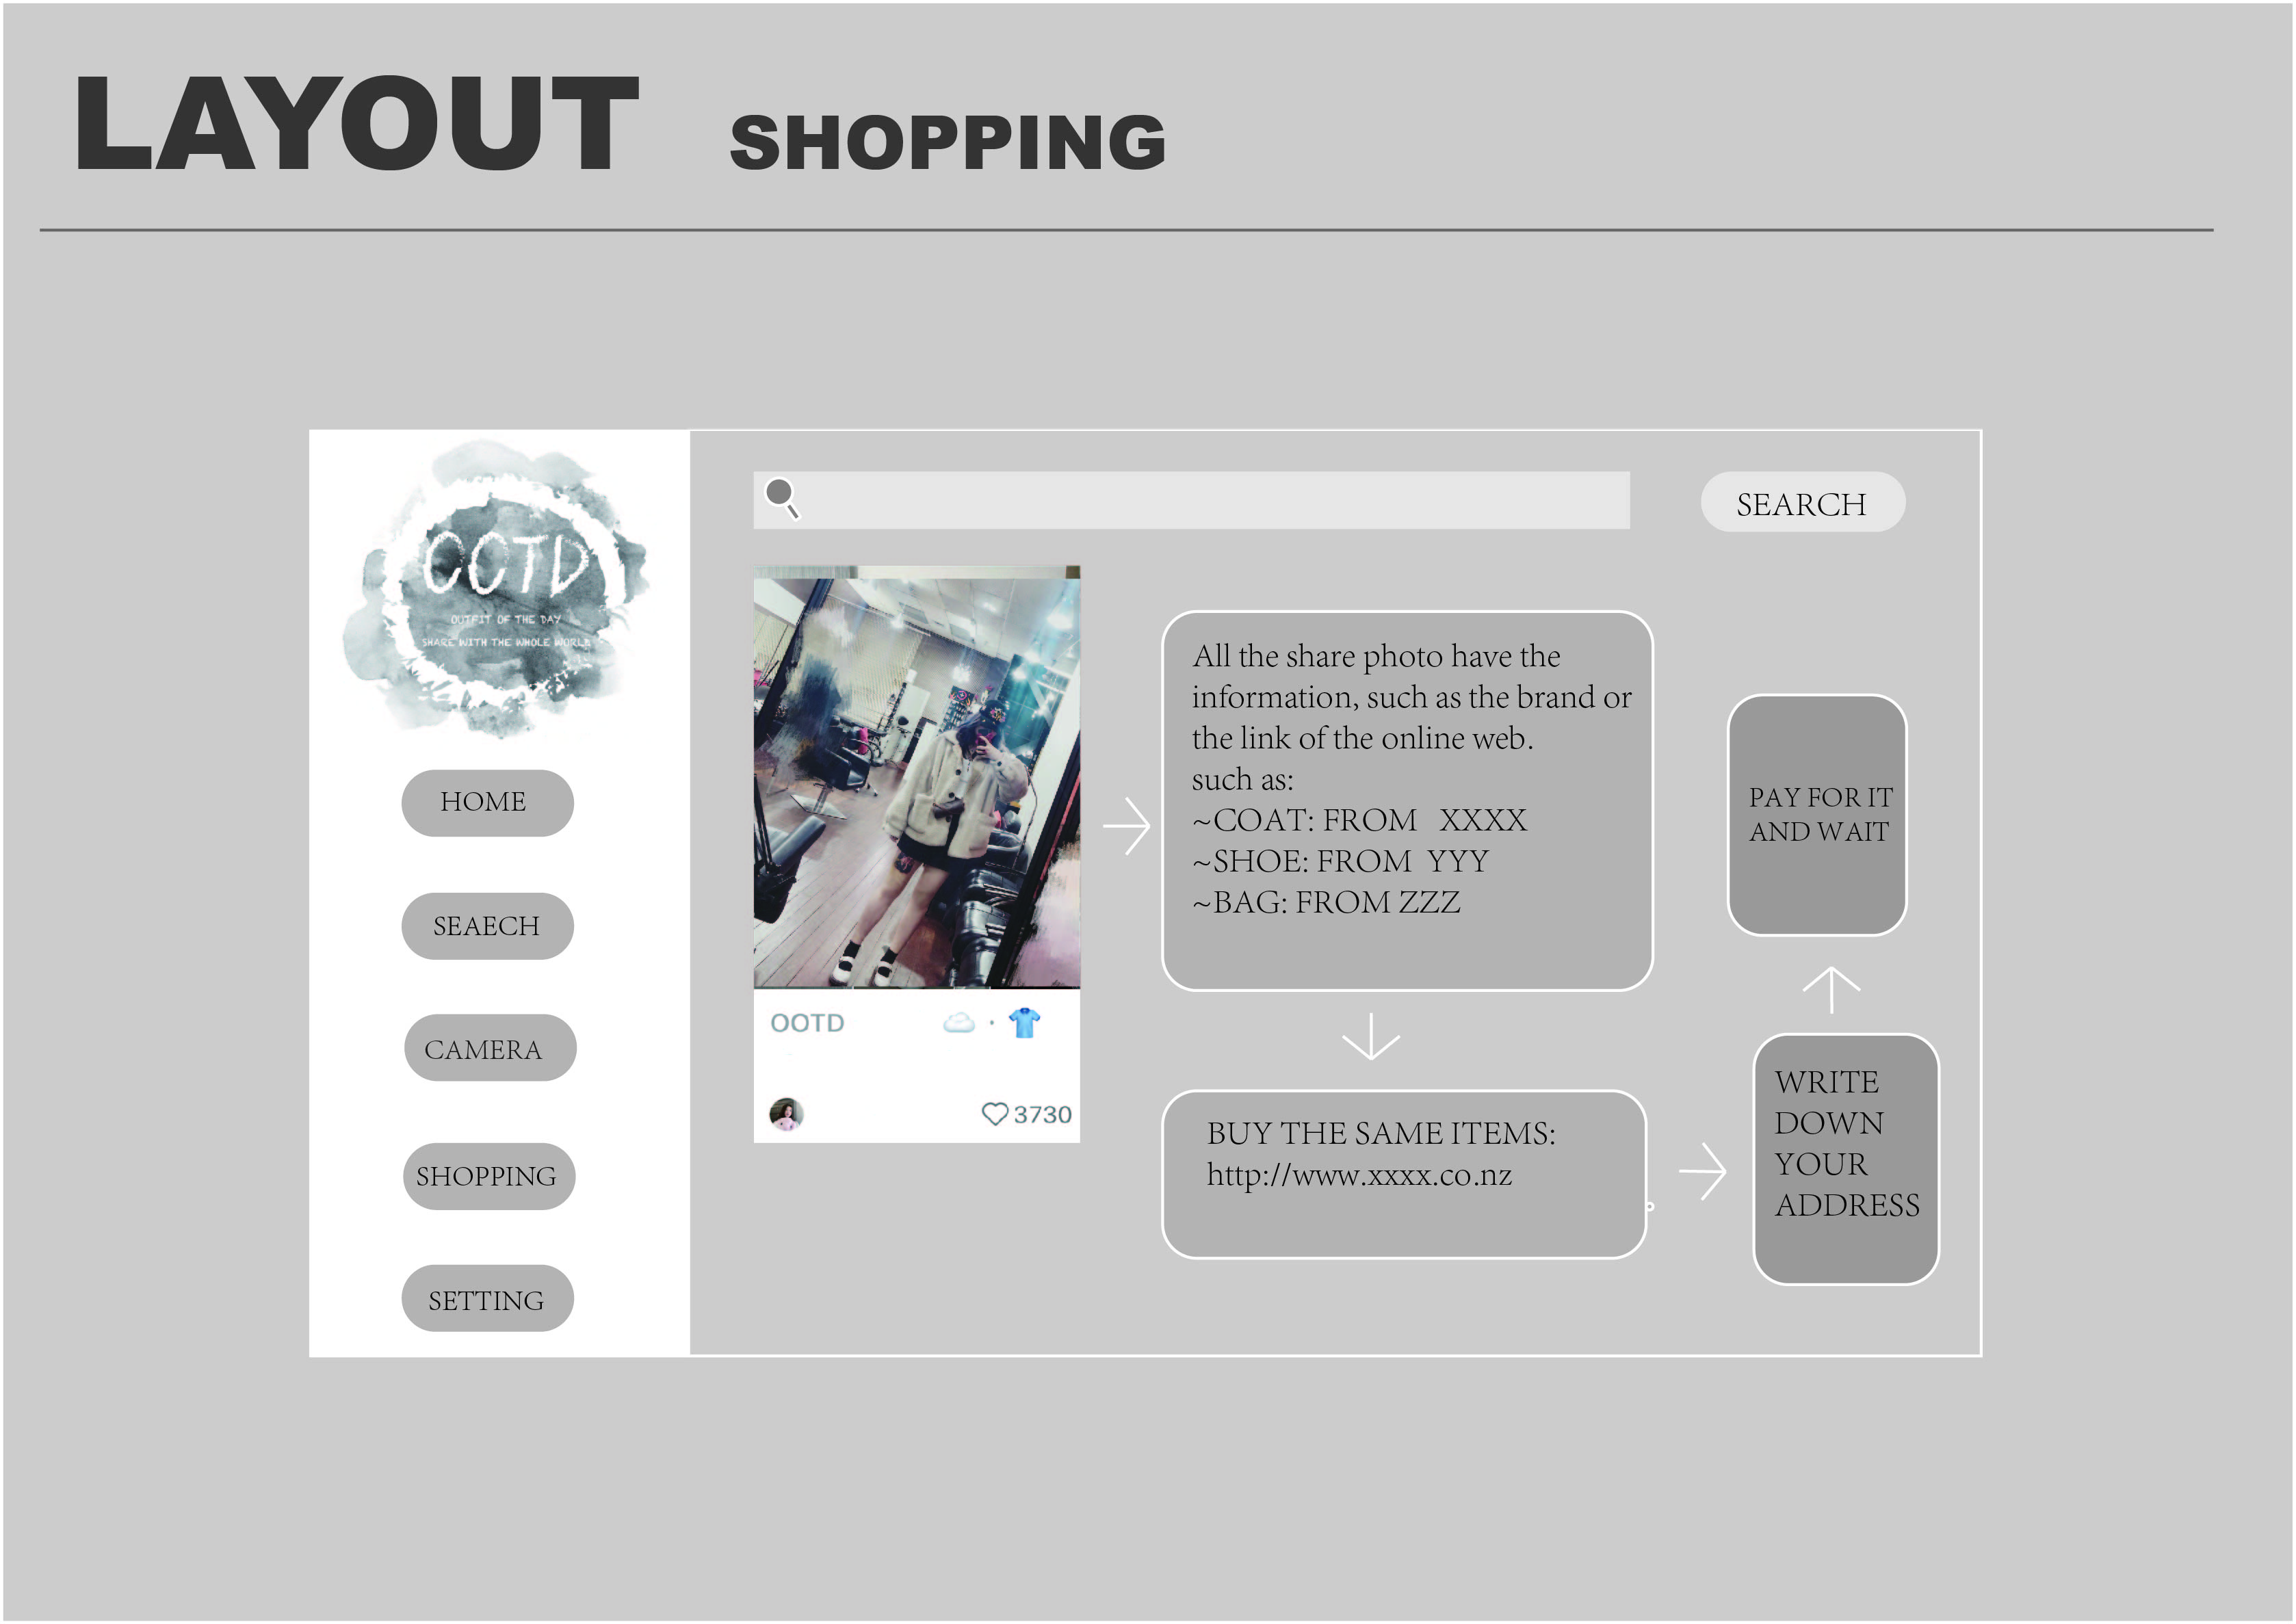 LAYOUT SHOPPING
OOTD
OUTFIT OF THE DAY
SHARE WITH THE WHOLE WORLD
HOME
SEAECH
CAMERA
SHOPPING
SETTING
SEARCH
OOTD
3730
All the share photo have the
information, such as the brand or
the link of the online web.
such as:
~COAT: FROM XXXX
~SHOE: FROM YYY
~BAG: FROM ZZZ
BUY THE SAME ITEMS:
http://www.xxxx.co.nz
WRITE
DOWN
YOUR
ADDRESS
PAY FOR IT
AND WAIT